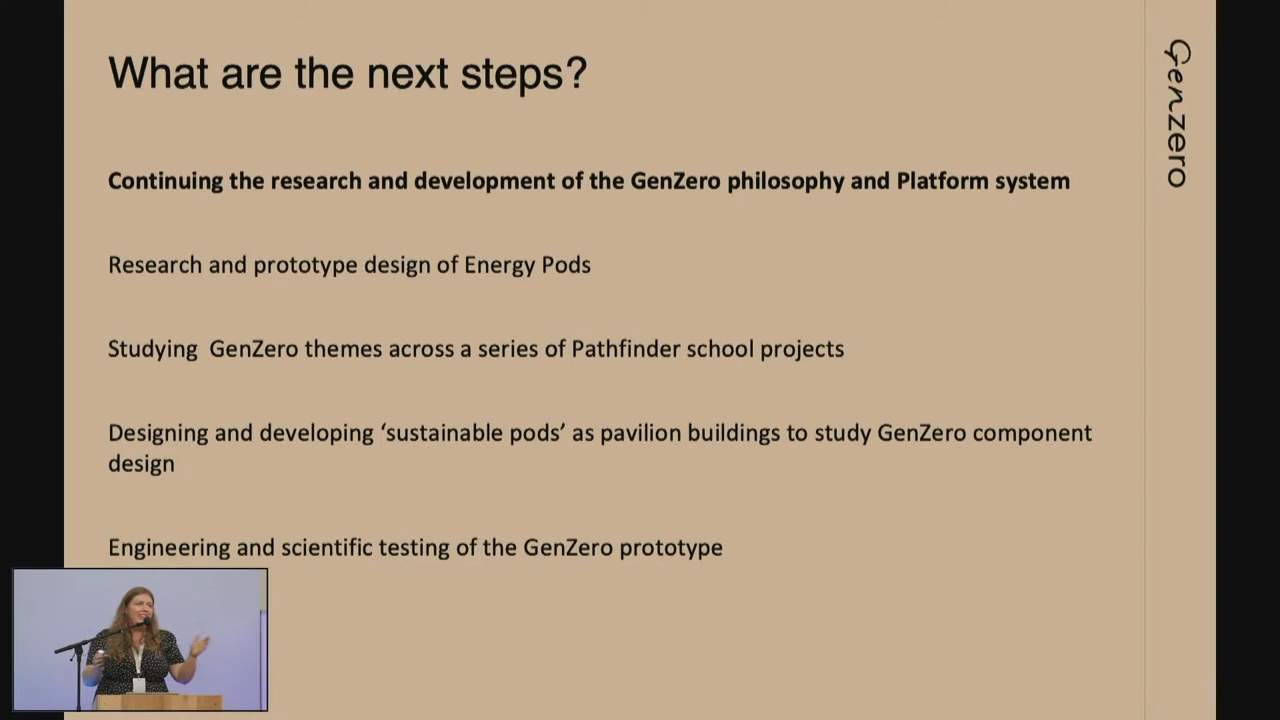 What are the next steps?
Genzero
Continuing the research and development of the GenZero philosophy and Platform system
Research and prototype design of Energy Pods
Studying  GenZero themes across a series of Pathfinder school projects
Designing and developing ‘sustainable pods’ as pavilion buildings to study GenZero component
design
Engineering and scientific testing of the GenZero prototype